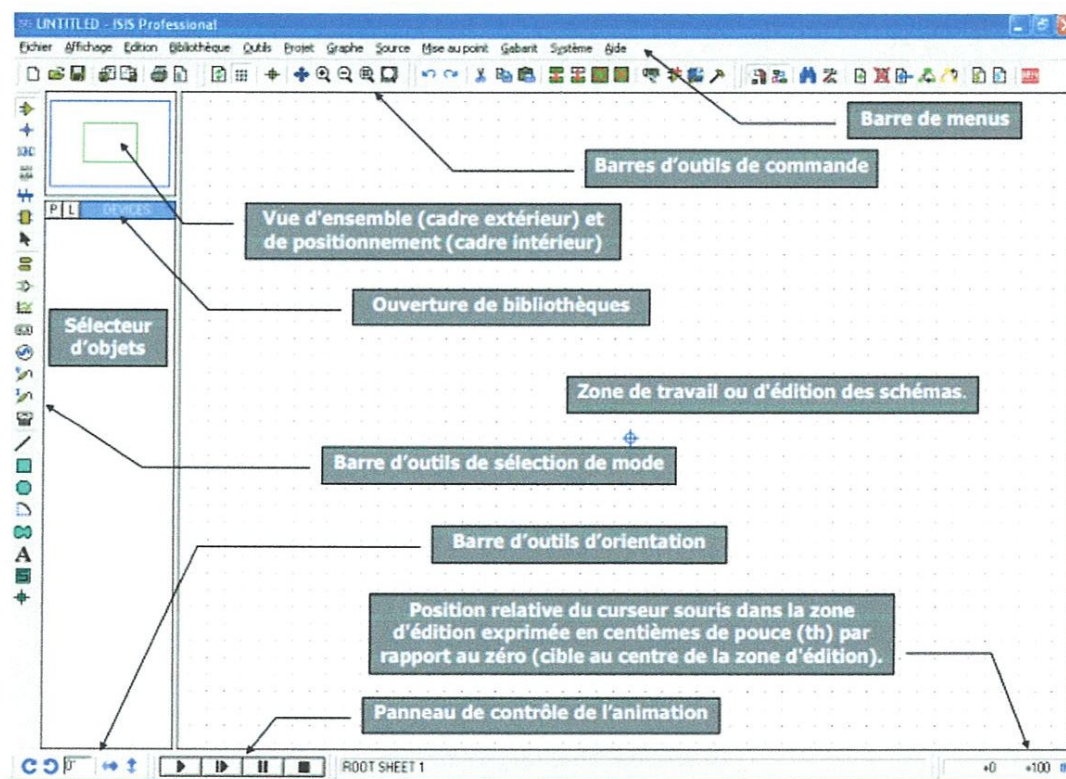 UNTITLED - ISIS Professional
Fichier Affichage Edition Bibliothèque Outils Projet Graphe Source Mise au point Gabarit Système Aide
Barre de menus
Barres d'outils de commande
Vue d'ensemble (cadre extérieur) et
de positionnement (cadre intérieur)
P L DEVICES
Ouverture de bibliothèques
Sélecteur
d'objets
Zone de travail ou d'édition des schémas.
Barre d'outils de sélection de mode
A
Barre d'outils d'orientation
Position relative du curseur souris dans la zone
d'édition exprimée en centièmes de pouce (th) par
rapport au zéro (cible au centre de la zone d'édition).
Panneau de contrôle de l'animation
ROOT SHEET 1
+0 +100